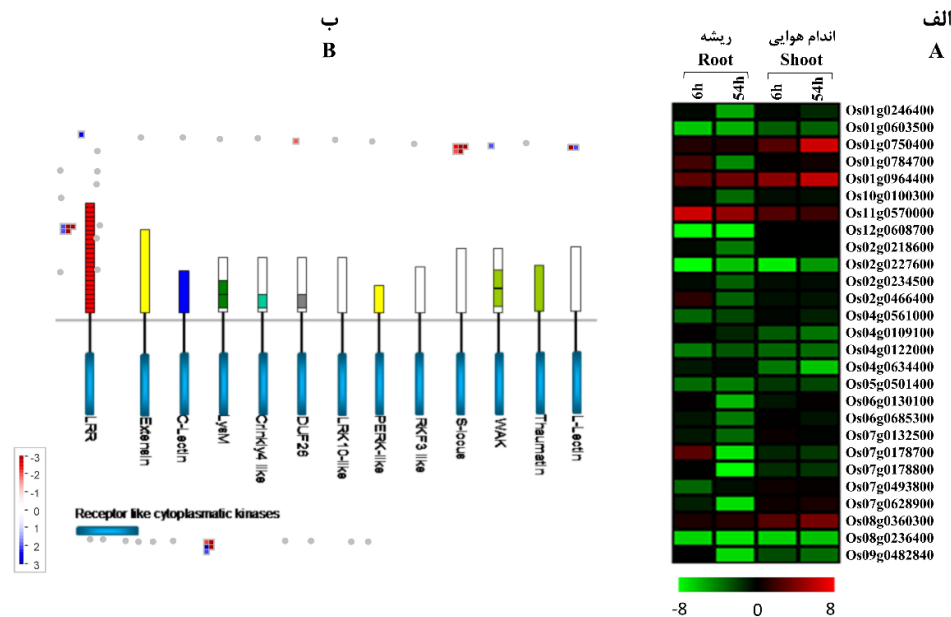 الف
A
ریشه
اندام هوایی
Root
Shoot
6h
54h
6h
54h
Os01g0246400
Os01g0603500
Os01g0750400
Os01g0784700
Os01g0964400
Os10g0100300
Os11g0570000
Os12g0608700
Os02g0218600
Os02g0227600
Os02g0234500
Os02g0466400
Os04g0561000
Os04g0109100
Os04g0122000
Os04g0634400
Os05g0501400
Os06g0130100
Os06g0685300
Os07g0132500
Os07g0178700
Os07g0178800
Os07g0493800
Os07g0628900
Os08g0360300
Os08g0236400
Os09g0482840
-8
0
8
ب
B
LRR
Extensin
C-Lectin
LysM
Crinkly4 like
DUF26
LRK10-like
PERK-like
RKF3 like
S-locus
WAK
Thaumatin
L-Lectin
-3
-2
-1
0
1
2
3
Receptor like cytoplasmatic kinases